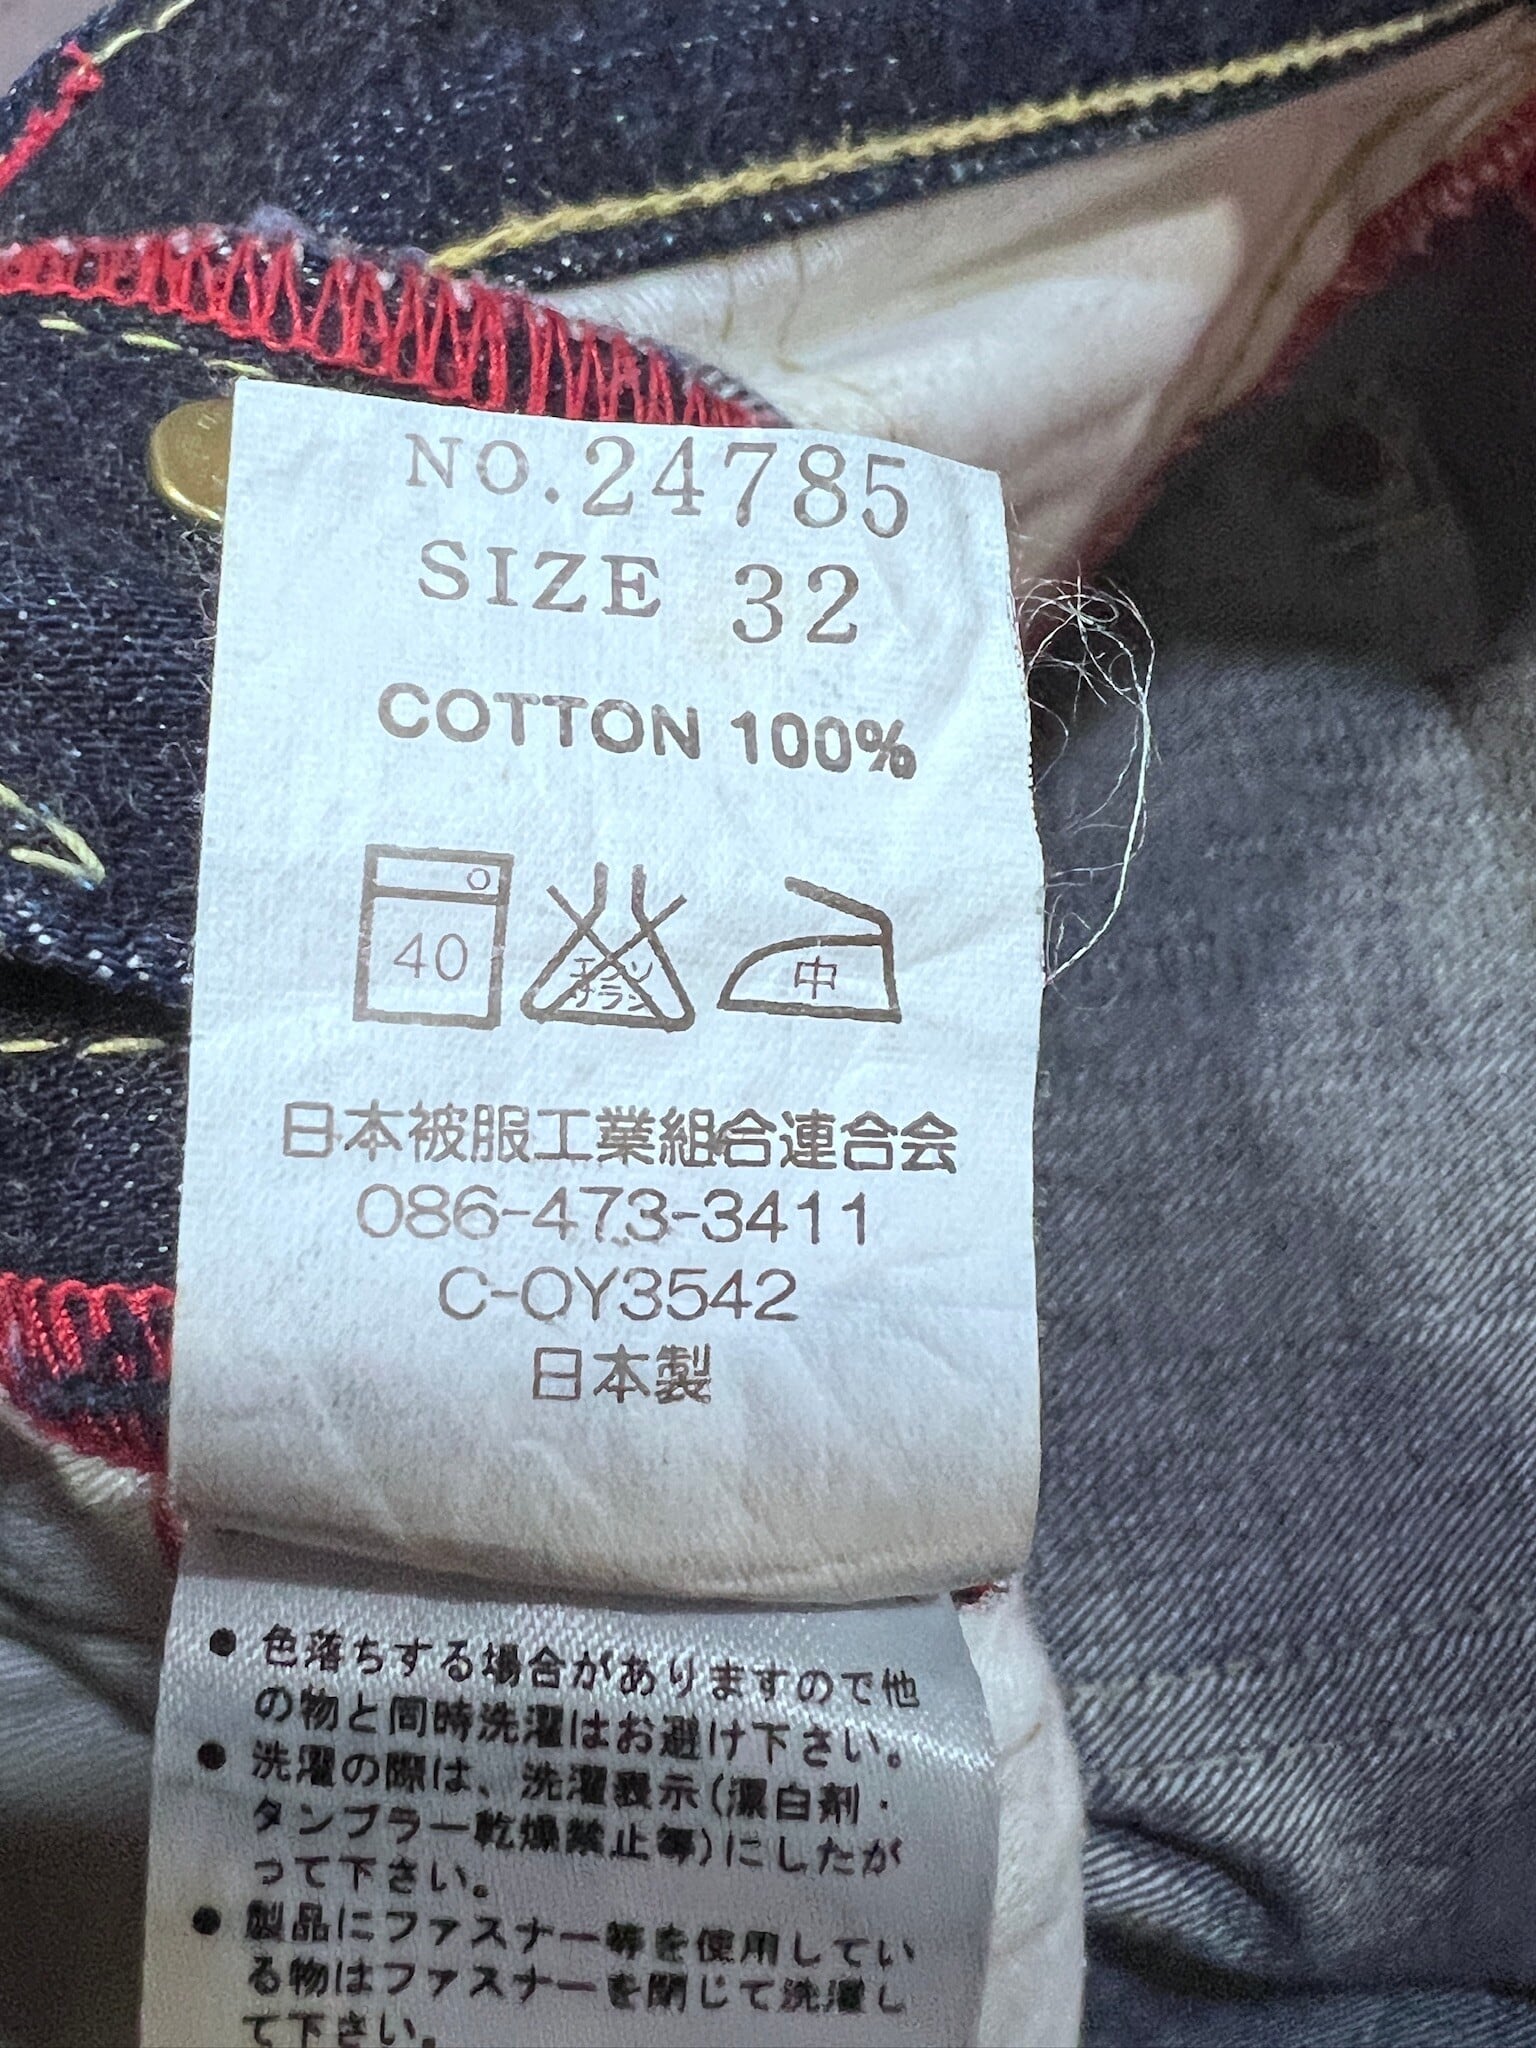 NO.24785
SIZE 32
COTTON 100%
40
エンソ
サラシ
中
日本被服工業組合連合会
086-473-3411
C-OY3542
日本製
● 色落ちする場合がありますので他
の物と同時洗濯はお避け下さい。
● 洗濯の際は、洗濯表示(漂白剤・
タンブラー乾燥禁止等)にしたが
って下さい。
● 製品にファスナー等を使用してい
る物はファスナーを閉じて洗濯し
て下さい。